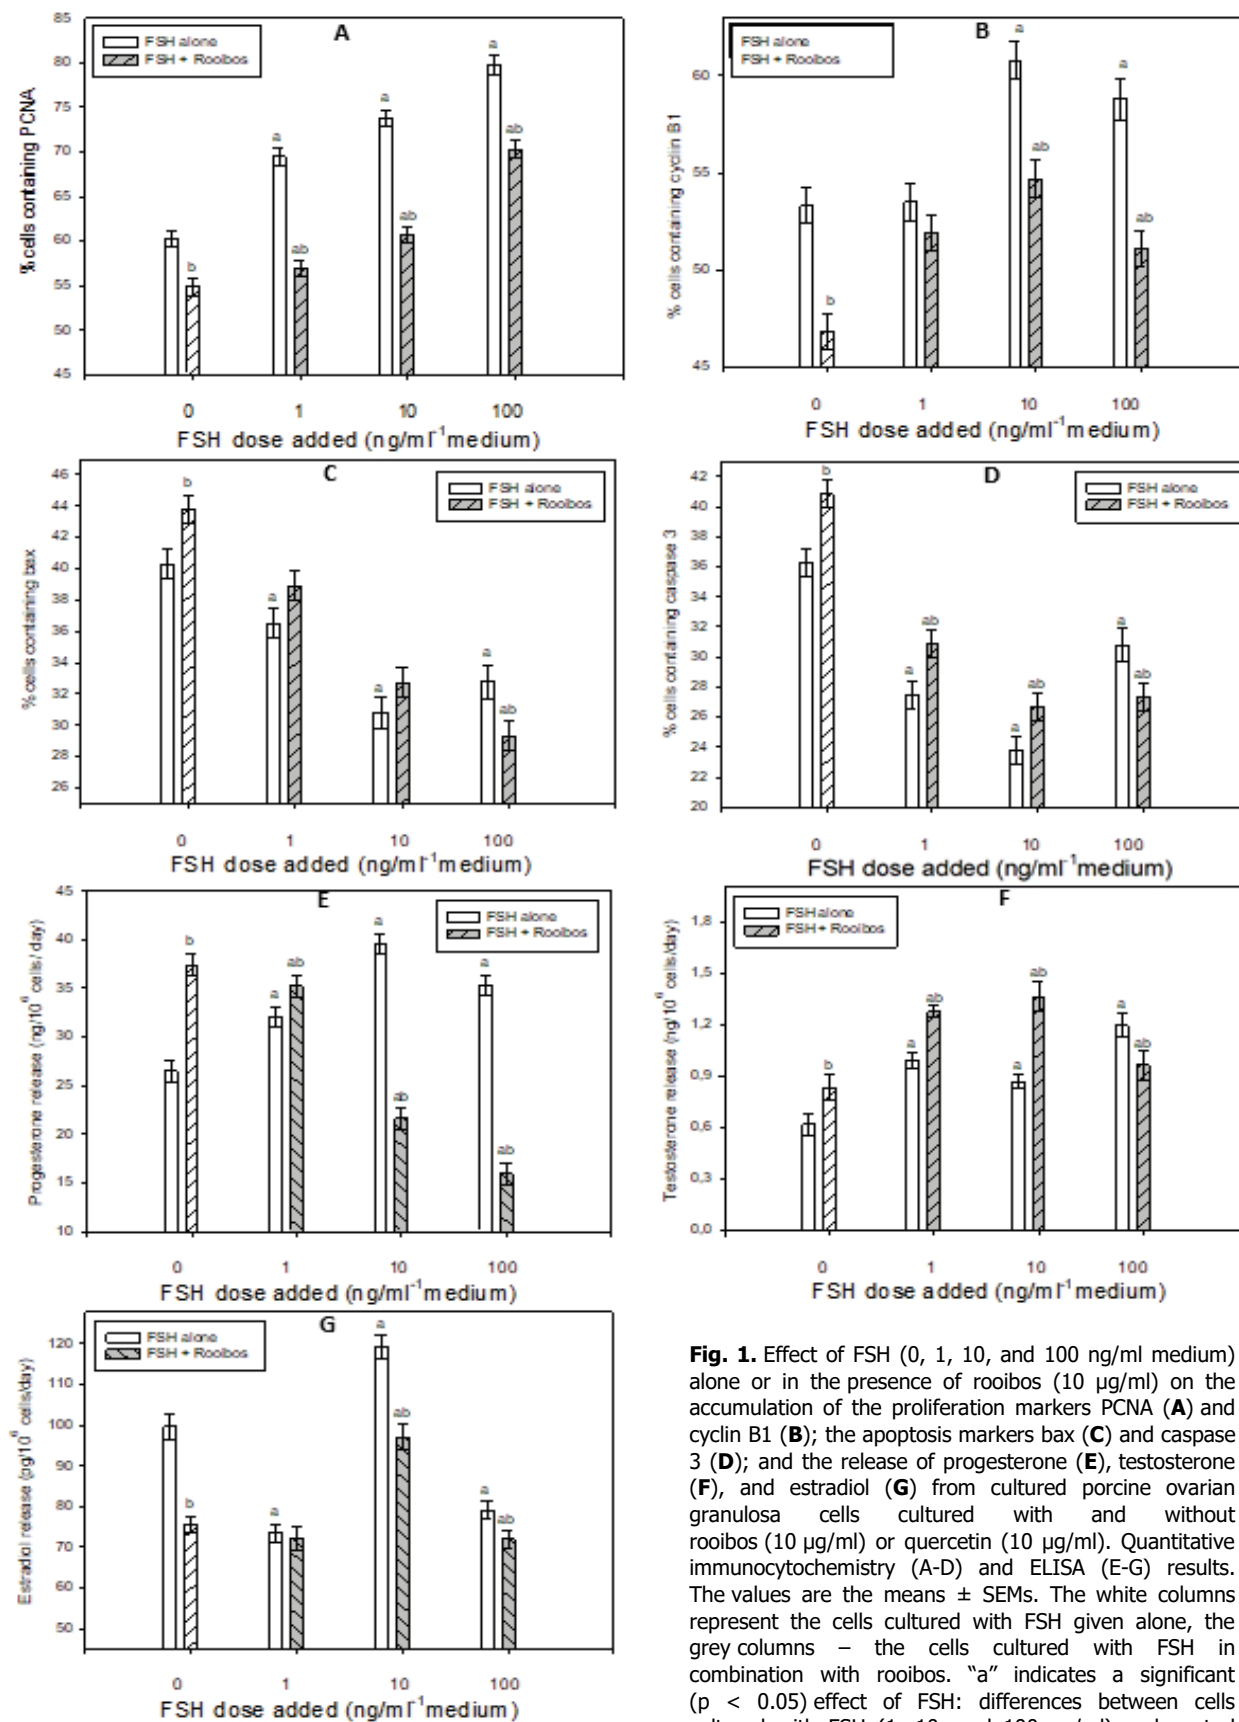 A
85
80
75
70
65
60
55
50
45
% cells containing PCNA
FSH alone
FSH + Rooibos
b
a
ab
a
ab
a
ab
0 1 10 100
FSH dose added (ng/ml⁻¹medium)
B
60
55
50
45
% cells containing cyclin B1
FSH alone
FSH + Rooibos
b
a
ab
a
ab
0 1 10 100
FSH dose added (ng/ml⁻¹medium)
C
46
44
42
40
38
36
34
32
30
28
26
% cells containing bax
FSH alone
FSH + Rooibos
b
a
a
a
ab
0 1 10 100
FSH dose added (ng/ml⁻¹medium)
D
42
40
38
36
34
32
30
28
26
24
22
20
% cells containing caspase 3
FSH alone
FSH + Rooibos
b
a
ab
a
ab
a
ab
0 1 10 100
FSH dose added (ng/ml⁻¹medium)
E
45
40
35
30
25
20
15
10
Progesterone release (ng/10⁶ cells/day)
FSH alone
FSH + Rooibos
b
a
ab
a
ab
a
ab
0 1 10 100
FSH dose added (ng/ml⁻¹medium)
F
1,8
1,5
1,2
0,9
0,6
0,3
0,0
Testosterone release (ng/10⁶ cells/day)
FSH alone
FSH + Rooibos
b
a
ab
a
ab
a
ab
0 1 10 100
FSH dose added (ng/ml⁻¹medium)
G
120
110
100
90
80
70
60
50
Estradiol release (pg/10⁶ cells/day)
FSH alone
FSH + Rooibos
b
a
a
ab
a
ab
0 1 10 100
FSH dose added (ng/ml⁻¹medium)
Fig. 1. Effect of FSH (0, 1, 10, and 100 ng/ml medium)
alone or in the presence of rooibos (10 µg/ml) on the
accumulation of the proliferation markers PCNA (A) and
cyclin B1 (B); the apoptosis markers bax (C) and caspase
3 (D); and the release of progesterone (E), testosterone
(F), and estradiol (G) from cultured porcine ovarian
granulosa cells cultured with and without
rooibos (10 µg/ml) or quercetin (10 µg/ml). Quantitative
immunocytochemistry (A-D) and ELISA (E-G) results.
The values are the means ± SEMs. The white columns
represent the cells cultured with FSH given alone, the
grey columns – the cells cultured with FSH in
combination with rooibos. “a” indicates a significant
(p < 0.05) effect of FSH: differences between cells